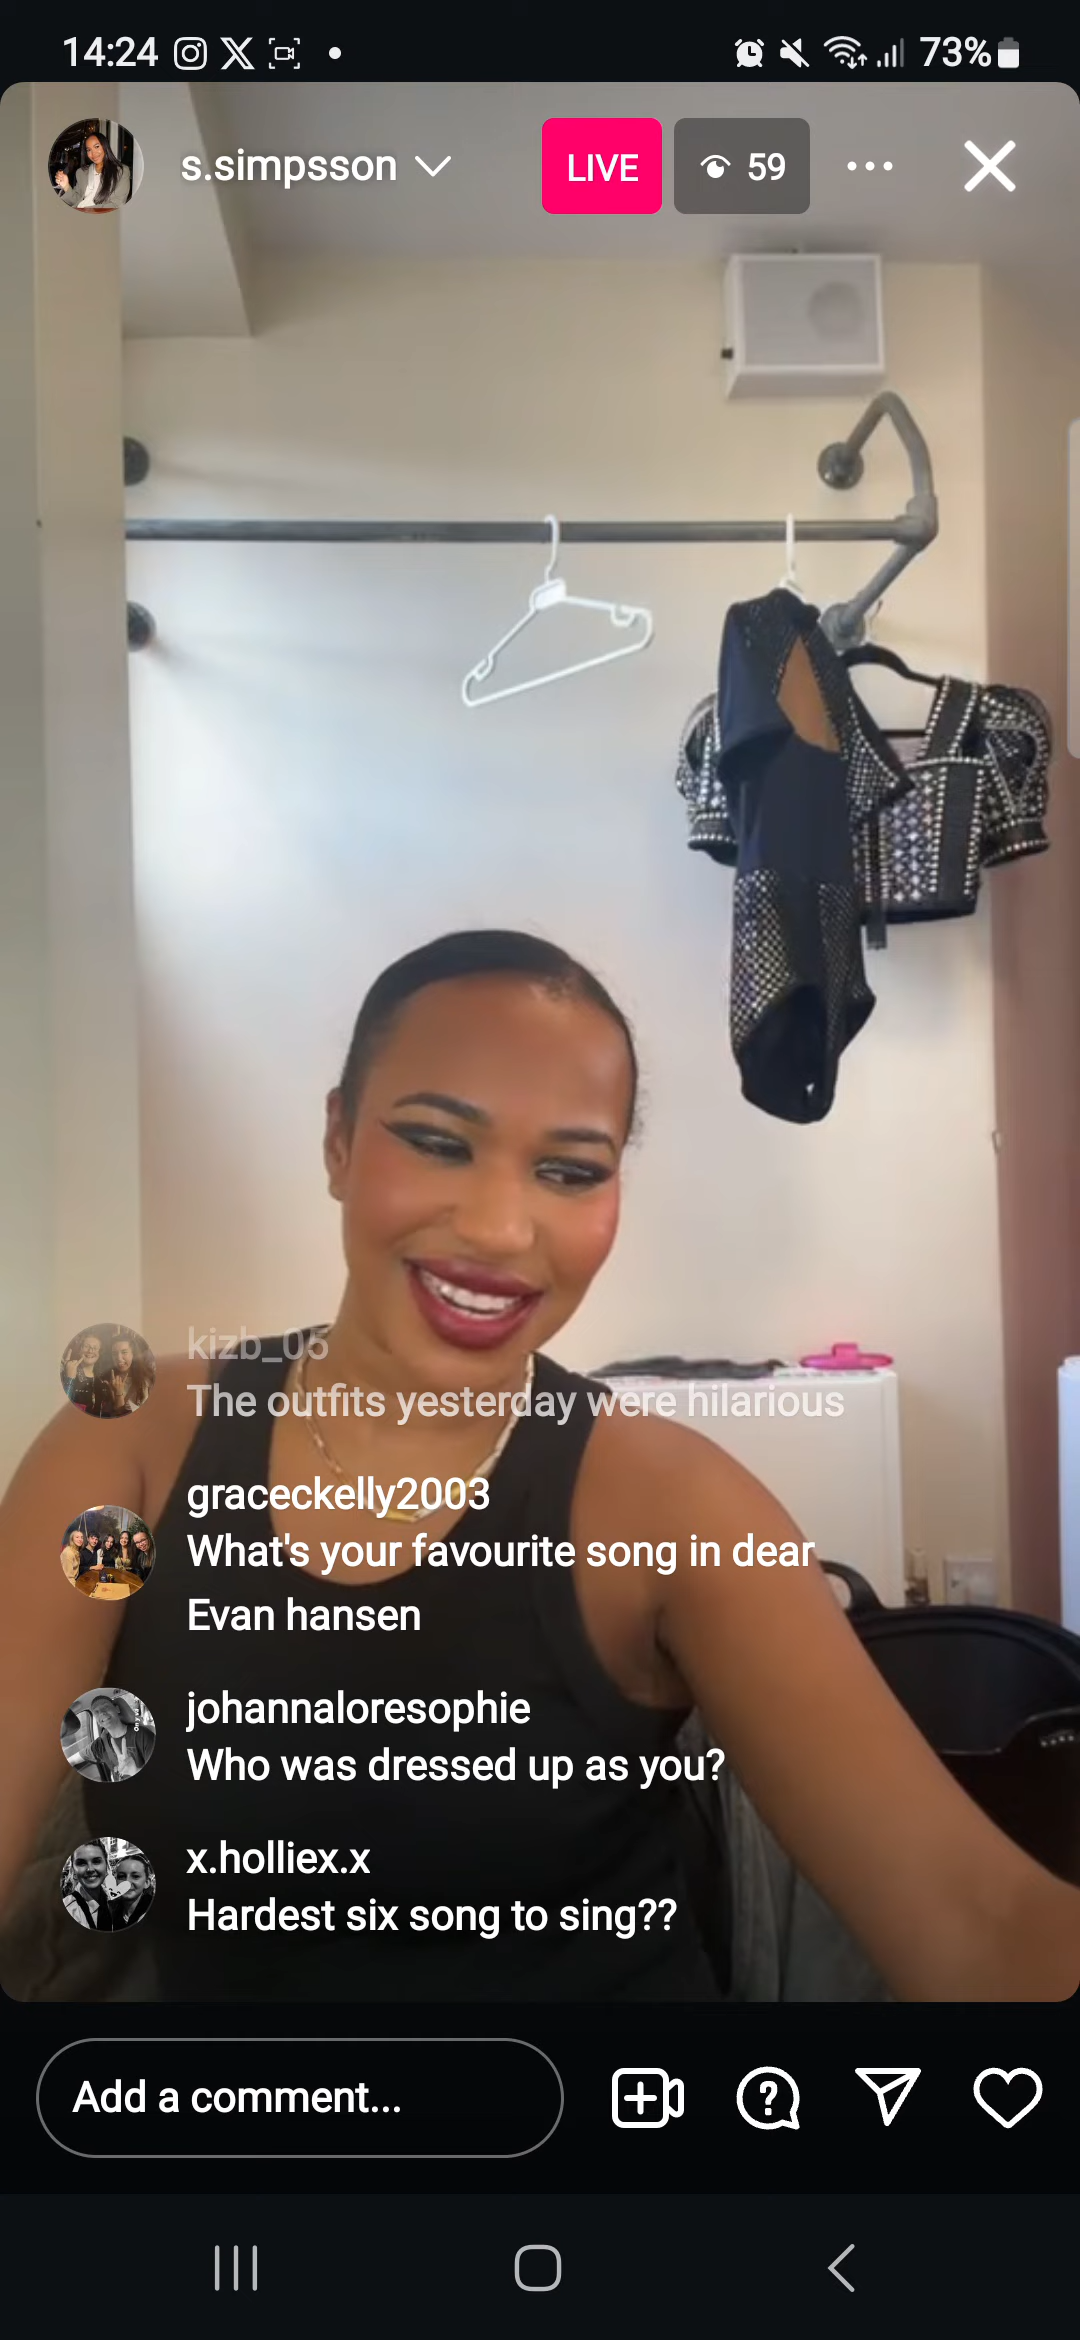 14:24
73%
s.simpsson
LIVE
59
kizb_05
The outfits yesterday were hilarious
graceckelly2003
What's your favourite song in dear
Evan hansen
johannaloresophie
Who was dressed up as you?
x.holliex.x
Hardest six song to sing??
Add a comment...